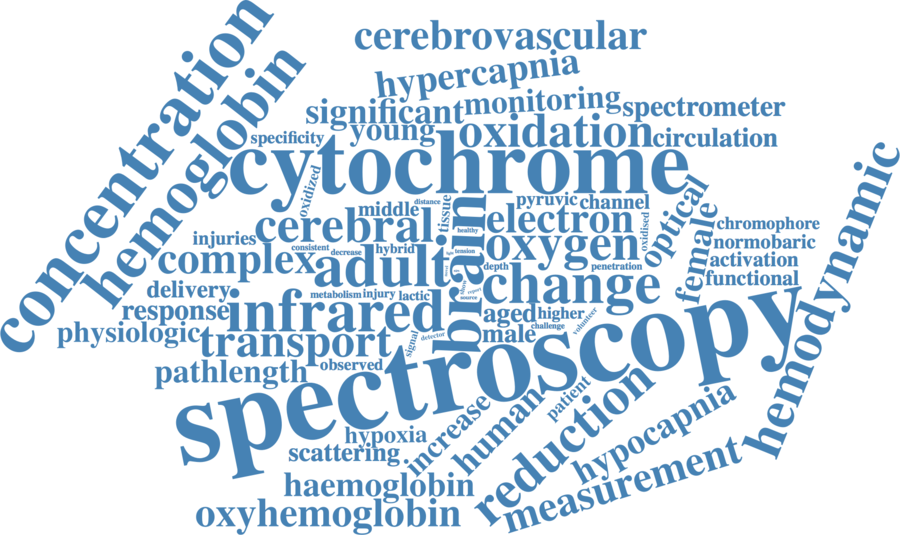 cerebrovascular
concentration
hemoglobin
hypercapnia
significant
monitoring
spectrometer
specificity
young
oxidation
circulation
cytochrome
oxidized
middle
distance
tissue
pyruvic
channel
cerebral
brain
healthy
electron
oxidised
optical
female
chromophore
hemodynamic
injuries
consistent
decrease
hybrid
tension
oxygen
normobaric
complex
adult
depth
penetration
activation
functional
delivery
metabolism
injury
lactic
report
source
change
response
infrared
aged
higher
volunteer
physiologic
transport
signal
detector
male
challenge
pathlength
observed
spectroscopy
patient
increase
human
reduction
hypocapnia
hypoxia
scattering
measurement
haemoglobin
oxyhemoglobin